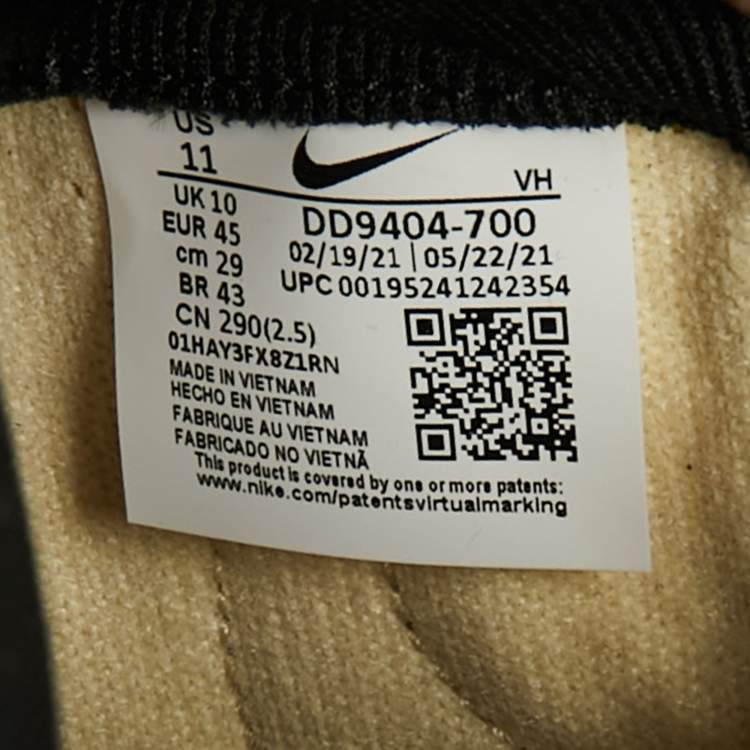 US
11
VH
UK 10
EUR 45
cm 29
BR 43
CN 290(2.5)
01HAY3FX8Z1RN
DD9404-700
02/19/21 | 05/22/21
UPC 00195241242354
MADE IN VIETNAM
HECHO EN VIETNAM
FABRIQUE AU VIETNAM
FABRICADO NO VIETNÃ
This product is covered by one or more patents:
www.nike.com/patentsvirtualmarking